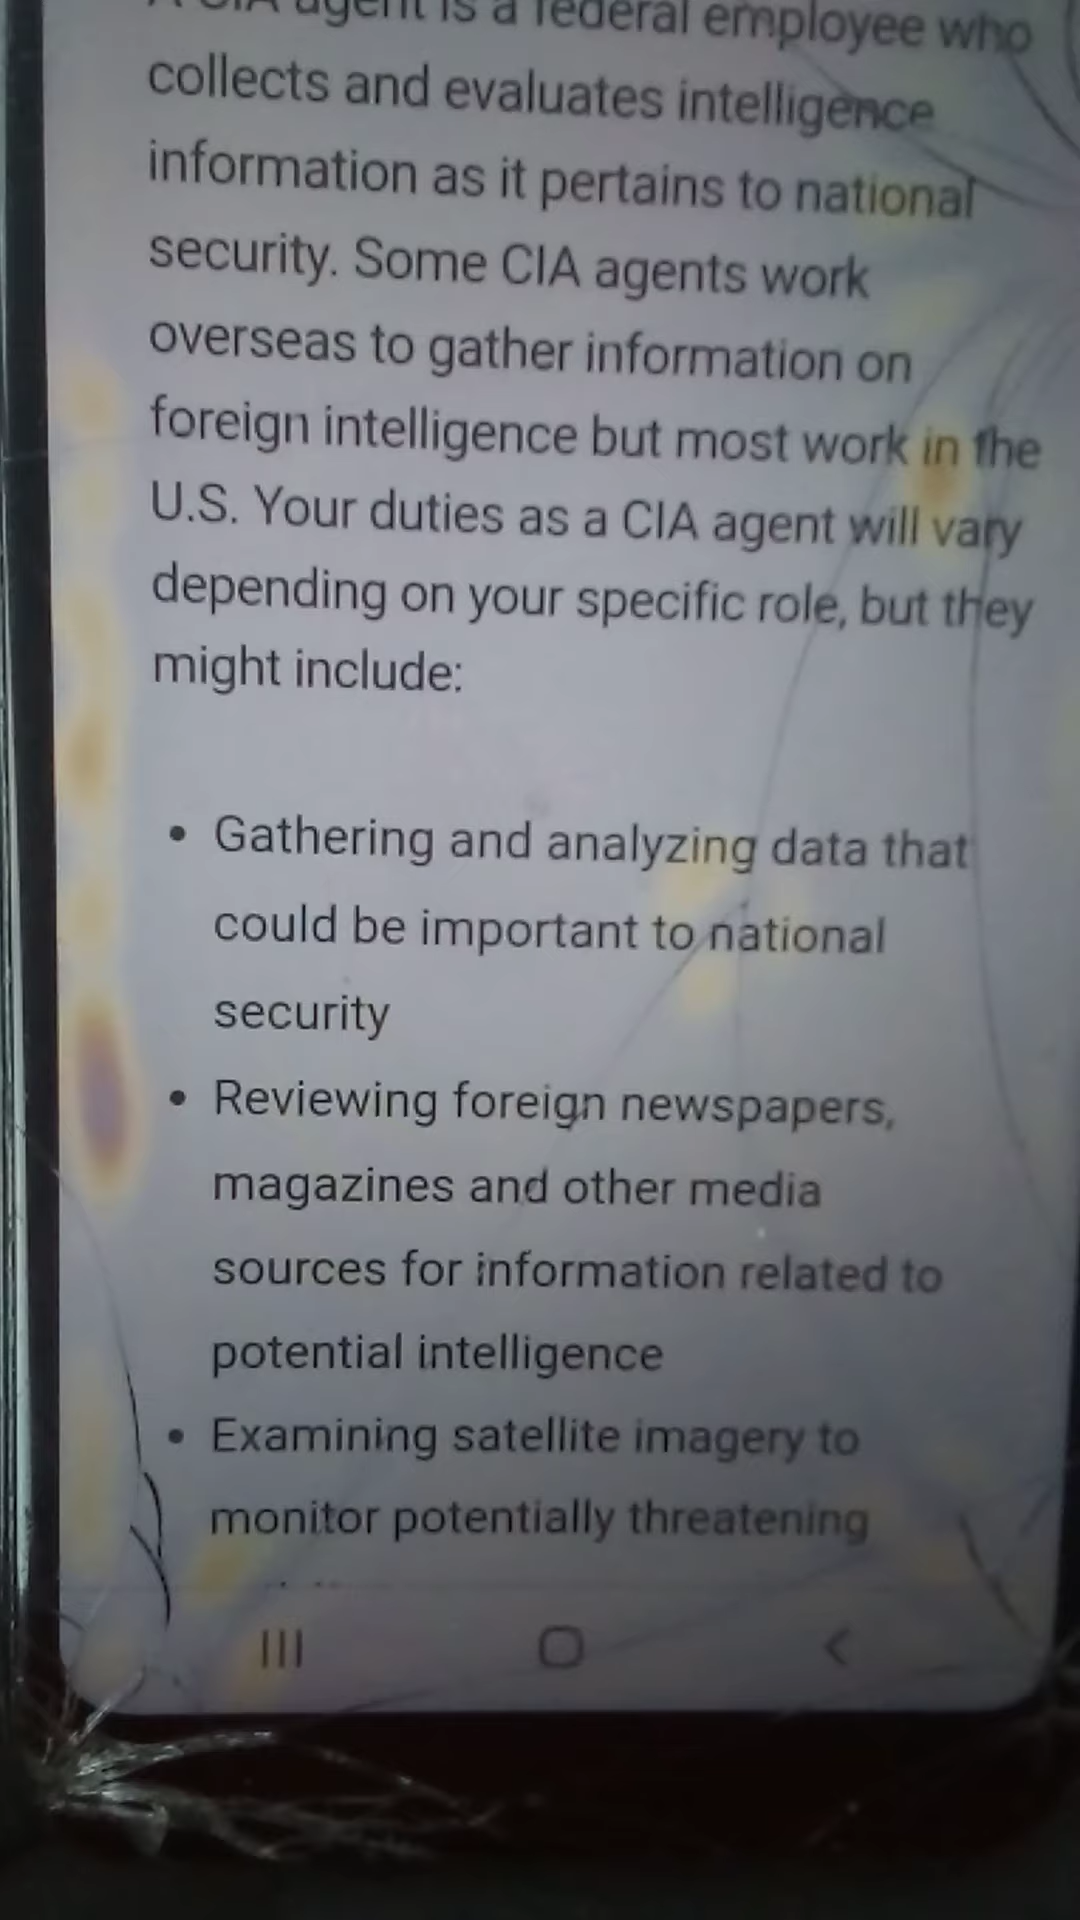 A CIA agent is a federal employee who
collects and evaluates intelligence
information as it pertains to national
security. Some CIA agents work
overseas to gather information on
foreign intelligence but most work in the
U.S. Your duties as a CIA agent will vary
depending on your specific role, but they
might include:
• Gathering and analyzing data that
could be important to national
security
• Reviewing foreign newspapers,
magazines and other media
sources for information related to
potential intelligence
• Examining satellite imagery to
monitor potentially threatening